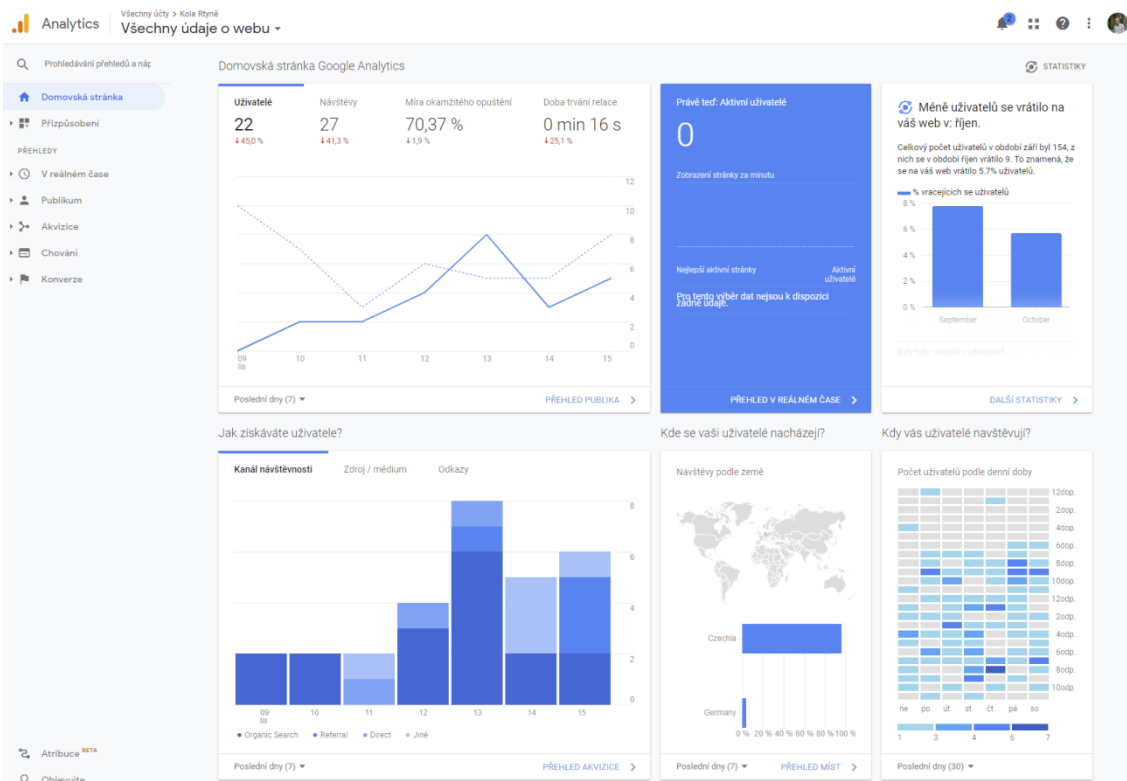 Analytics
Všechny účty > Kola Rtyně
Všechny údaje o webu
2
Prohledávání přehledů a náp
Domovská stránka
Přizpůsobení
PŘEHLEDY
V reálném čase
Publikum
Akvizice
Chování
Konverze
Atribuce BETA
Objevujte
Domovská stránka Google Analytics
STATISTIKY
Uživatelé
22
45,0 %
Návštěvy
27
41,3 %
Míra okamžitého opuštění
70,37 %
1,9 %
Doba trvání relace
0 min 16 s
25,1 %
12
10
8
6
4
2
0
09
lis
10
11
12
13
14
15
Poslední dny (7)
PŘEHLED PUBLIKA
Právě teď: Aktivní uživatelé
0
Zobrazení stránky za minutu
Nejlepší aktivní stránky
Aktivní
uživatelé
Pro tento výběr dat nejsou k dispozici
žádné údaje.
PŘEHLED V REÁLNÉM ČASE
Méně uživatelů se vrátilo na
váš web v: říjen.
Celkový počet uživatelů v období září byl 154, z
nich se v období říjen vrátilo 9. To znamená, že
se na váš web vrátilo 5.7% uživatelů.
% vracejících se uživatelů
8 %
6 %
4 %
2 %
0 %
September
October
Byly tyto statistiky užitečné?
DALŠÍ STATISTIKY
Jak získáváte uživatele?
Kanál návštěvnosti
Zdroj / médium
Odkazy
8
6
4
2
0
09
lis
10
11
12
13
14
15
Organic Search
Referral
Direct
Jiné
Poslední dny (7)
PŘEHLED AKVIZICE
Kde se vaši uživatelé nacházejí?
Návštěvy podle země
Czechia
Germany
0 % 20 % 40 % 60 % 80 % 100 %
Poslední dny (7)
PŘEHLED MÍST
Kdy vás uživatelé navštěvují?
Počet uživatelů podle denní doby
12dop.
2dop.
4dop.
6dop.
8dop.
10dop.
12odp.
2odp.
4odp.
6odp.
8odp.
10odp.
ne po út st čt pá so
1 3 4 6 7
Poslední dny (30)